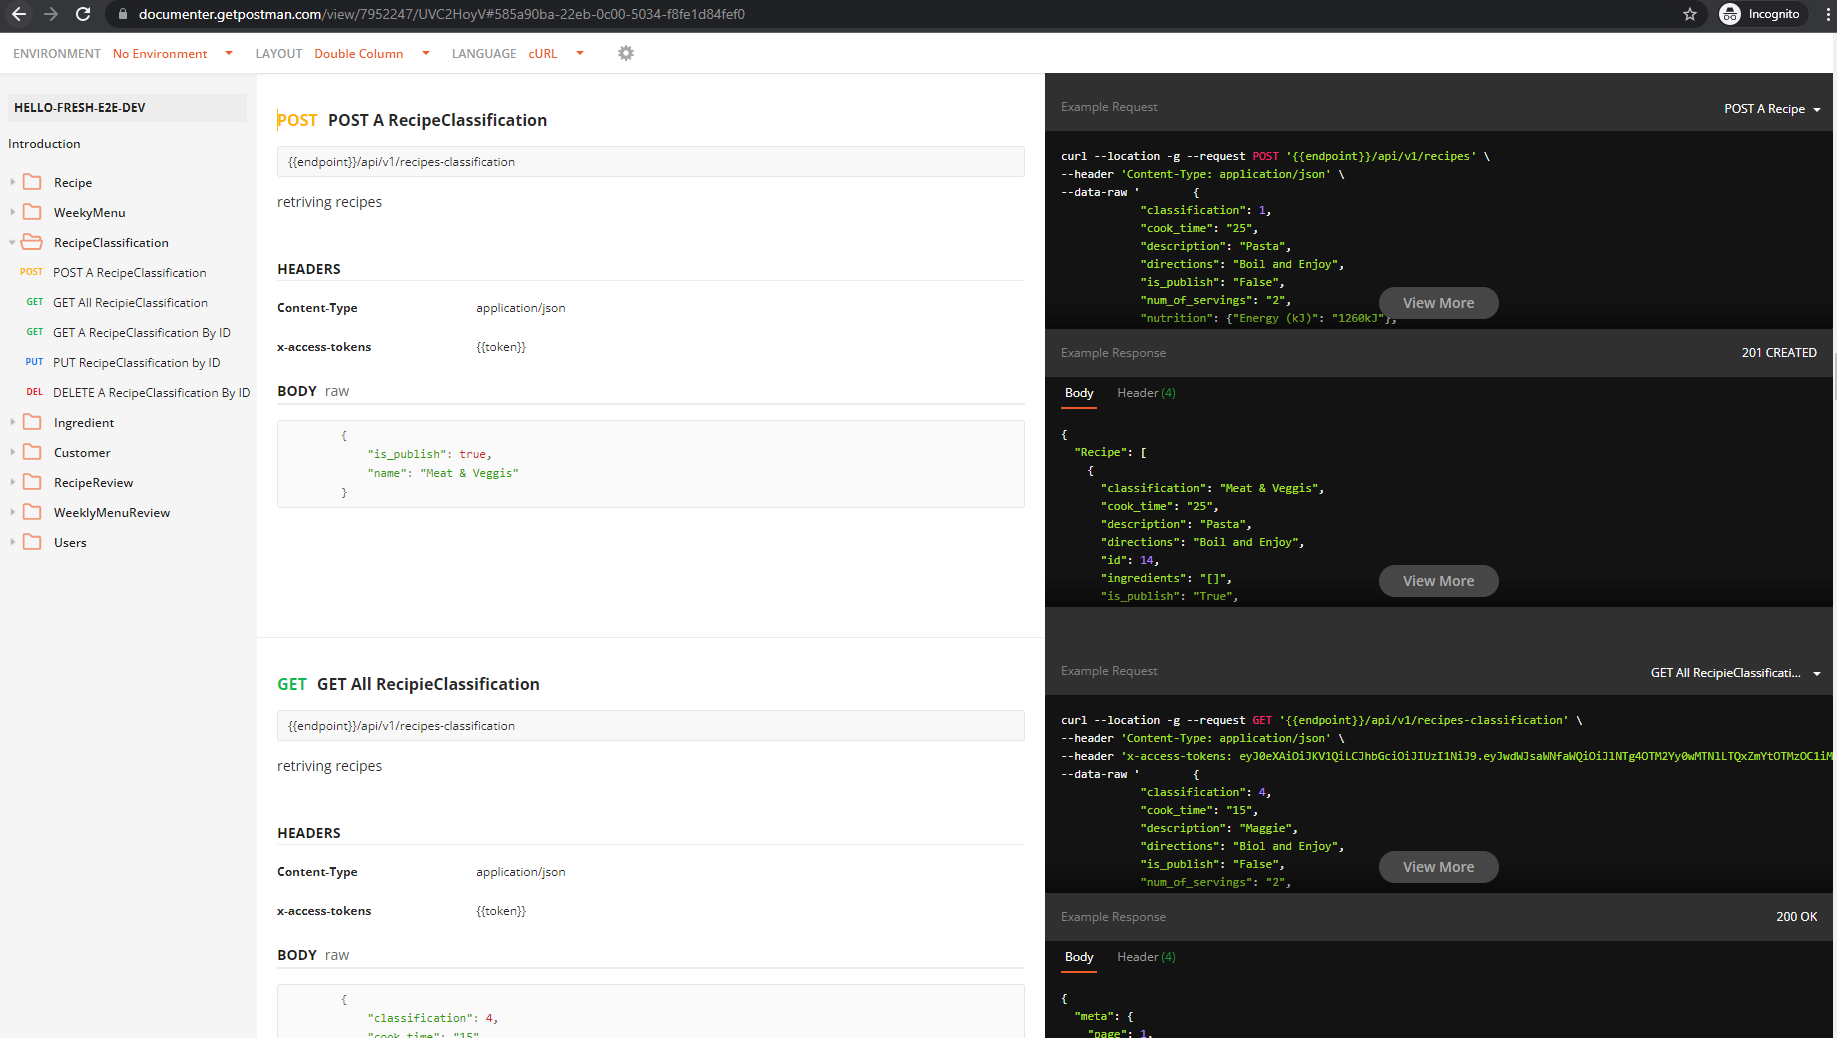 documenter.getpostman.com/view/7952247/UVC2HoyV#585a90ba-22eb-0c00-5034-f8fe1d84fef0
Incognito
ENVIRONMENT No Environment LAYOUT Double Column LANGUAGE cURL
HELLO-FRESH-E2E-DEV
Introduction
Recipe
WeekyMenu
RecipeClassification
POST POST A RecipeClassification
GET GET All RecipieClassification
GET GET A RecipeClassification By ID
PUT PUT RecipeClassification by ID
DEL DELETE A RecipeClassification By ID
Ingredient
Customer
RecipeReview
WeeklyMenuReview
Users
POST POST A RecipeClassification
{{endpoint}}/api/v1/recipes-classification
retriving recipes
HEADERS
Content-Type application/json
x-access-tokens {{token}}
BODY raw
{
"is_publish": true,
"name": "Meat & Veggis"
}
GET GET All RecipieClassification
{{endpoint}}/api/v1/recipes-classification
retriving recipes
HEADERS
Content-Type application/json
x-access-tokens {{token}}
BODY raw
{
"classification": 4,
"cook_time": "15"
Example Request POST A Recipe
curl --location -g --request POST '{{endpoint}}/api/v1/recipes' \
--header 'Content-Type: application/json' \
--data-raw ' {
"classification": 1,
"cook_time": "25",
"description": "Pasta",
"directions": "Boil and Enjoy",
"is_publish": "False",
"num_of_servings": "2",
"nutrition": {"Energy (kJ)": "1260kJ"},
View More
Example Response 201 CREATED
Body Header (4)
{
"Recipe": [
{
"classification": "Meat & Veggis",
"cook_time": "25",
"description": "Pasta",
"directions": "Boil and Enjoy",
"id": 14,
"ingredients": "[]",
"is_publish": "True",
View More
Example Request GET All RecipieClassificati...
curl --location -g --request GET '{{endpoint}}/api/v1/recipes-classification' \
--header 'Content-Type: application/json' \
--header 'x-access-tokens: eyJ0eXAiOiJKV1QiLCJhbGciOiJIUzI1NiJ9.eyJwdWJsaWNfaWQiOiJlNTg4OTM2Yy0wMTNlLTQxZmYtOTMzOC1iM
--data-raw ' {
"classification": 4,
"cook_time": "15",
"description": "Maggie",
"directions": "Biol and Enjoy",
"is_publish": "False",
"num_of_servings": "2",
View More
Example Response 200 OK
Body Header (4)
{
"meta": {
"page": 1,